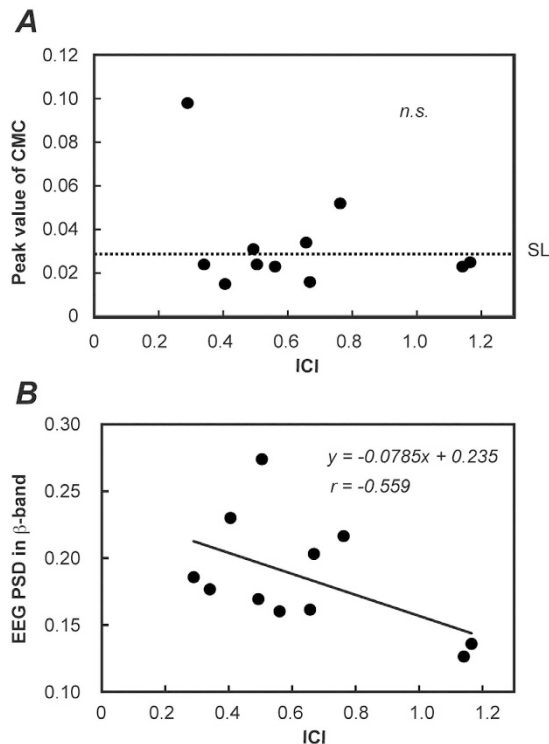 A
0.12
0.10
0.08
0.06
0.04
0.02
0
Peak value of CMC
n.s.
SL
0 0.2 0.4 0.6 0.8 1.0 1.2
ICI
B
0.30
0.25
0.20
0.15
0.10
EEG PSD in β-band
y = -0.0785x + 0.235
r = -0.559
0 0.2 0.4 0.6 0.8 1.0 1.2
ICI